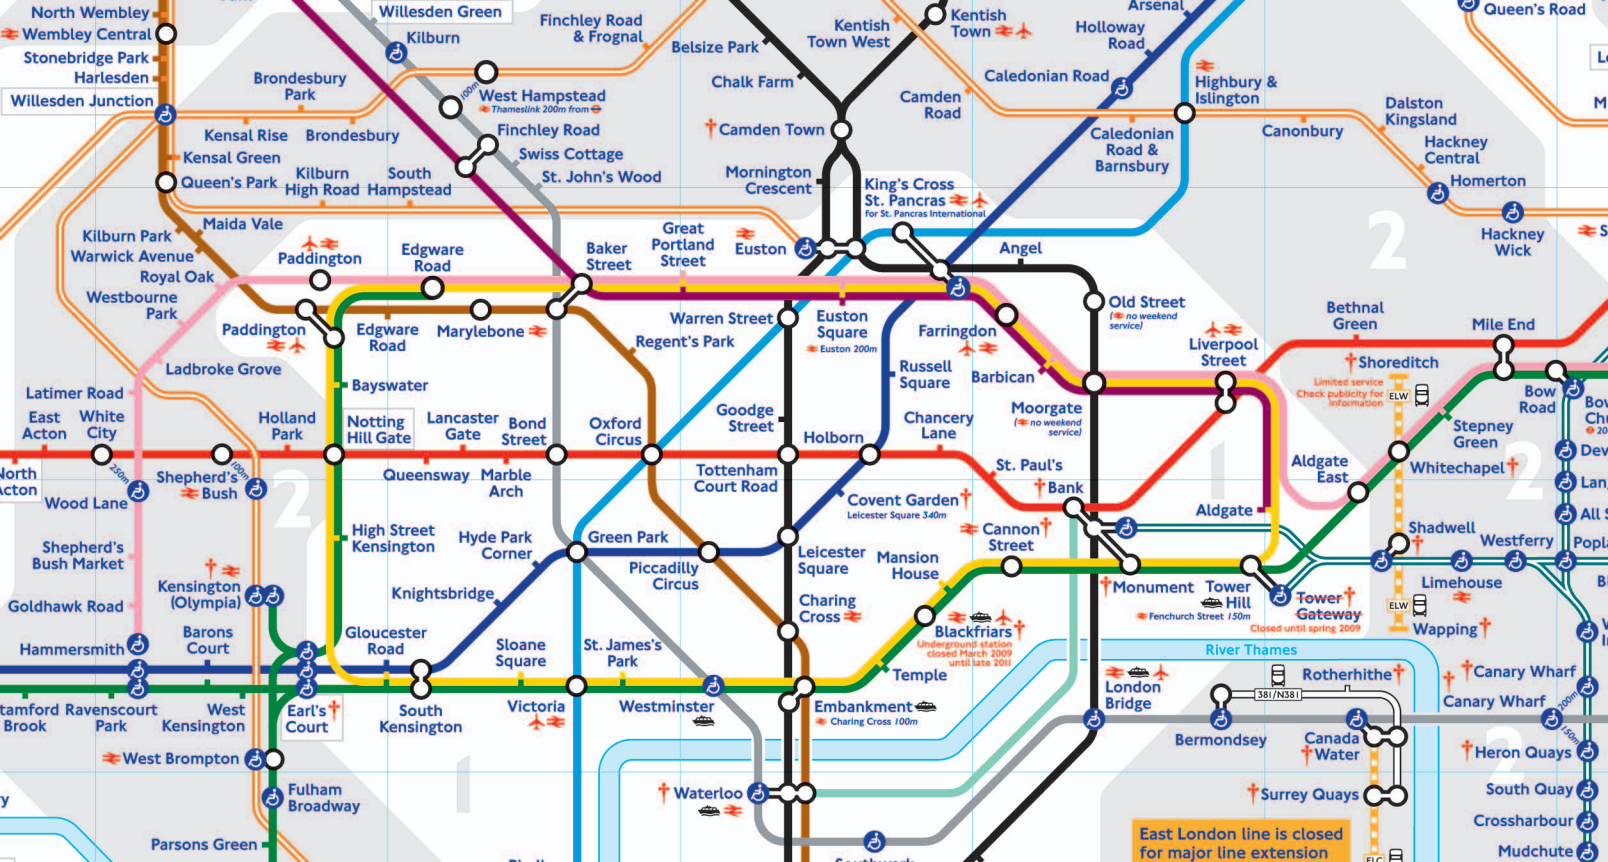 North Wembley
Wembley Central
Stonebridge Park
Harlesden
Willesden Junction
Willesden Green
Kilburn
Finchley Road
& Frognal
Belsize Park
Chalk Farm
Kentish
Town West
Kentish
Town
Arsenal
Holloway
Road
Caledonian Road
Highbury &
Islington
Queen's Road
Brondesbury
Park
100m
West Hampstead
Thameslink 200m from
Kensal Rise
Brondesbury
Finchley Road
Swiss Cottage
St. John's Wood
†Camden Town
Camden
Road
Caledonian
Road &
Barnsbury
Canonbury
Dalston
Kingsland
Hackney
Central
Homerton
Hackney
Wick
Kensal Green
Queen's Park
Kilburn
High Road
South
Hampstead
Mornington
Crescent
King's Cross
St. Pancras
for St. Pancras International
2
Maida Vale
Kilburn Park
Warwick Avenue
Royal Oak
Westbourne
Park
Paddington
Edgware
Road
Baker
Street
Great
Portland
Street
Euston
Angel
Old Street
( no weekend
service)
Paddington
Edgware
Road
Marylebone
Regent's Park
Warren Street
Euston
Square
Euston 200m
Farringdon
Barbican
Russell
Square
Liverpool
Street
Bethnal
Green
Mile End
†Shoreditch
Limited service
Check publicity for
information
ELW
Bow
Road
Ladbroke Grove
Latimer Road
Bayswater
East
Acton
White
City
Holland
Park
Notting
Hill Gate
Lancaster
Gate
Bond
Street
Oxford
Circus
Goodge
Street
Holborn
Chancery
Lane
Moorgate
( no weekend
service)
Stepney
Green
Whitechapel†
North
Acton
250m
100m
Shepherd's
Bush
Wood Lane
2
Queensway
Marble
Arch
Tottenham
Court Road
St. Paul's
†Bank
1
Aldgate
East
Aldgate
2
Covent Garden†
Leicester Square 340m
Cannon†
Street
Shadwell
†
Westferry
Shepherd's
Bush Market
High Street
Kensington
Hyde Park
Corner
Green Park
Piccadilly
Circus
Leicester
Square
Mansion
House
†Monument
Tower
Hill
Fenchurch Street 150m
Tower†
Gateway
Closed until spring 2009
Limehouse
†
Kensington
(Olympia)
Goldhawk Road
Knightsbridge
Charing
Cross
Blackfriars†
Underground station
closed March 2009
until late 2011
ELW
Wapping†
Hammersmith
Barons
Court
Gloucester
Road
Sloane
Square
St. James's
Park
Temple
River Thames
Rotherhithe†
381/N381
†Canary Wharf
†
Canary Wharf
200m
150m
Ravenscourt
Park
West
Kensington
Earl's†
Court
South
Kensington
Victoria
Westminster
Embankment
Charing Cross 100m
London
Bridge
Bermondsey
Canada
†Water
†Heron Quays
2
West Brompton
Fulham
Broadway
1
†Waterloo
†Surrey Quays
South Quay
Crossharbour
Mudchute
Parsons Green
East London line is closed
for major line extension